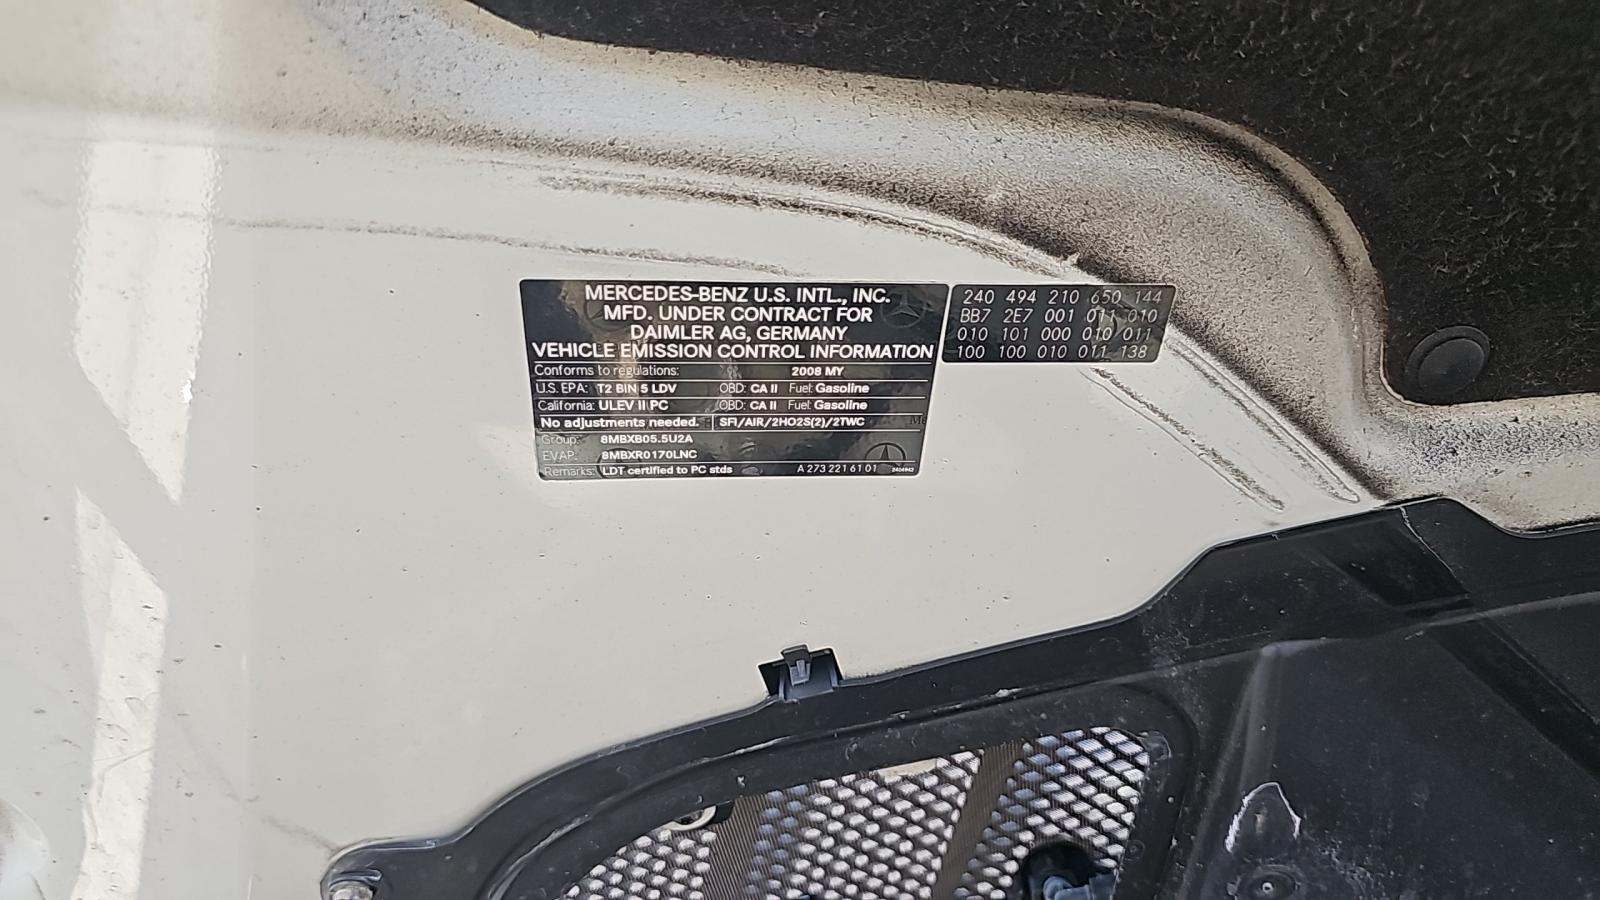 MERCEDES-BENZ U.S. INTL., INC.
MFD. UNDER CONTRACT FOR
DAIMLER AG, GERMANY
VEHICLE EMISSION CONTROL INFORMATION
Conforms to regulations: 2008 MY
U.S. EPA: T2 BIN 5 LDV OBD: CA II Fuel: Gasoline
California: ULEV II PC OBD: CA II Fuel: Gasoline
No adjustments needed. SFI/AIR/2HO2S(2)/2TWC
Group: 8MBXB05.5U2A
EVAP: 8MBXR0170LNC
Remarks: LDT certified to PC stds A 273 221 61 01
240 494 210 650 144
BB7 2E7 001 011 010
010 101 000 010 011
100 100 010 011 138